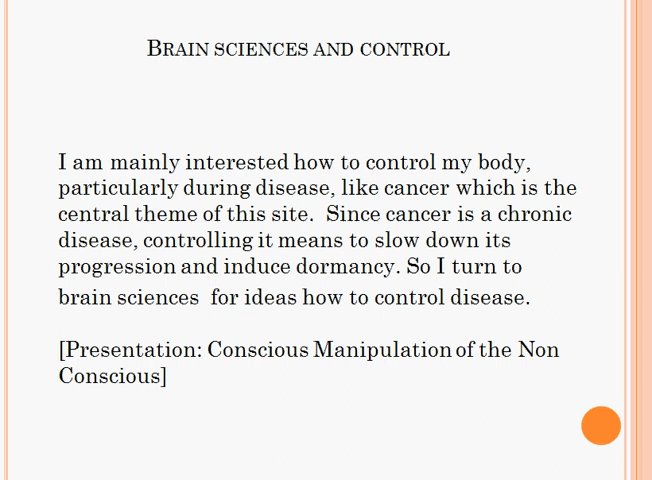 BRAIN SCIENCES AND CONTROL
I am mainly interested how to control my body,
particularly during disease, like cancer which is the
central theme of this site.  Since cancer is a chronic
disease, controlling it means to slow down its
progression and induce dormancy. So I turn to
brain sciences  for ideas how to control disease.
[Presentation: Conscious Manipulation of the Non
Conscious]